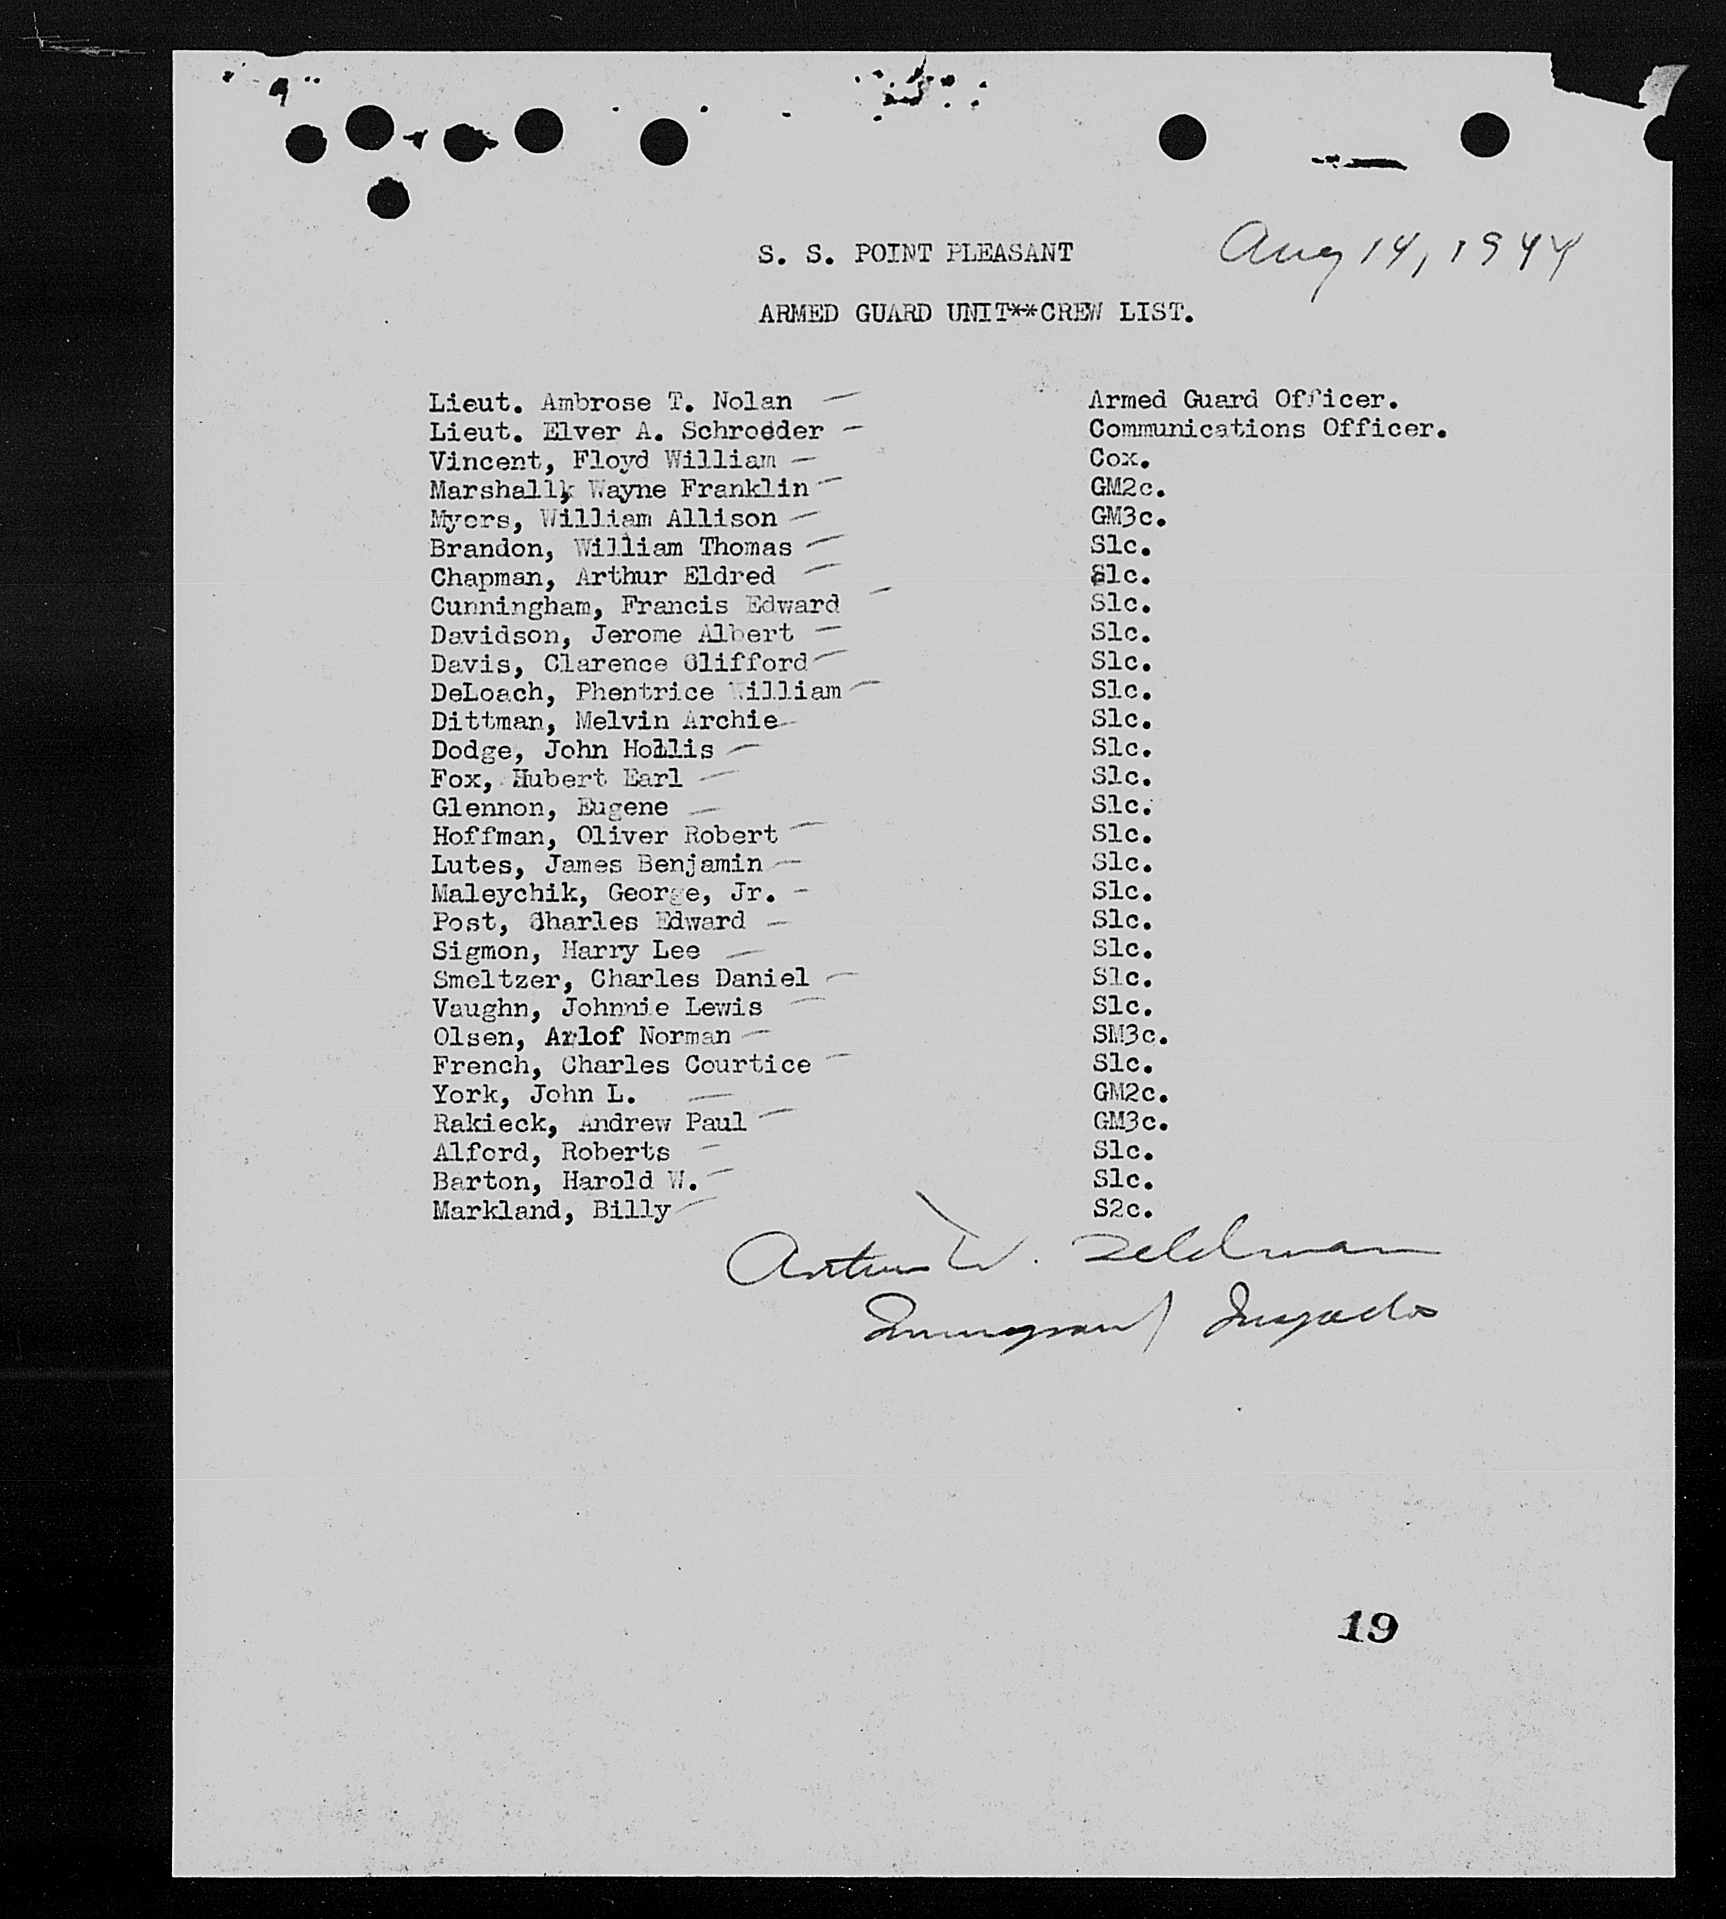 S. S. POINT PLEASANT Aug 14, 1944
ARMED GUARD UNIT**CREW LIST.
Lieut. Ambrose T. Nolan — Armed Guard Officer.
Lieut. Elver A. Schroeder — Communications Officer.
Vincent, Floyd William — Cox.
Marshall, Wayne Franklin — GM2c.
Myers, William Allison — GM3c.
Brandon, William Thomas — S1c.
Chapman, Arthur Eldred — S1c.
Cunningham, Francis Edward — S1c.
Davidson, Jerome Albert — S1c.
Davis, Clarence Clifford — S1c.
DeLoach, Phentrice William — S1c.
Dittman, Melvin Archie — S1c.
Dodge, John Hollis — S1c.
Fox, Hubert Earl — S1c.
Glennon, Eugene — S1c.
Hoffman, Oliver Robert — S1c.
Lutes, James Benjamin — S1c.
Maleychik, George, Jr. — S1c.
Post, Charles Edward — S1c.
Sigmon, Harry Lee — S1c.
Smeltzer, Charles Daniel — S1c.
Vaughn, Johnnie Lewis — S1c.
Olsen, Arlof Norman — SM3c.
French, Charles Courtice — S1c.
York, John L. — GM2c.
Rakieck, Andrew Paul — GM3c.
Alford, Roberts — S1c.
Barton, Harold W. — S1c.
Markland, Billy — S2c.
Arthur W.
Immigrant Inspector
19